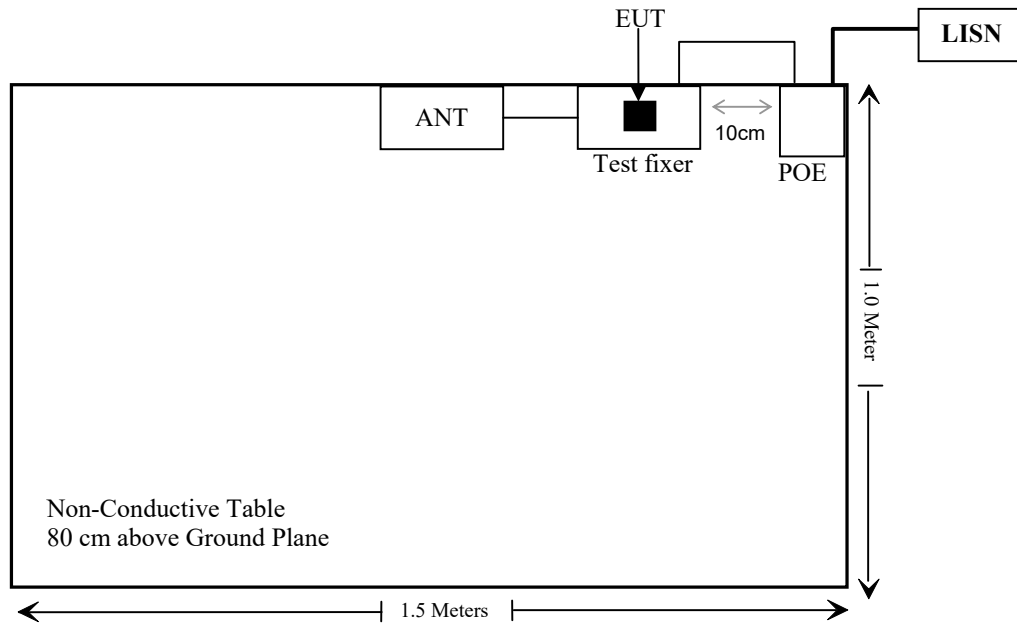 EUT
LISN
ANT
10cm
Test fixer
POE
1.0 Meter
Non-Conductive Table
80 cm above Ground Plane
1.5 Meters